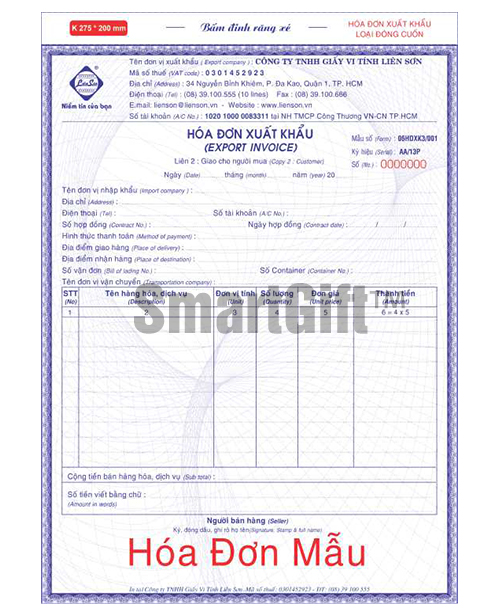 K 275 * 200 mm
Bấm đinh răng xé
HÓA ĐƠN XUẤT KHẨU
LOẠI ĐÓNG CUỐN
Liên Sơn
Niềm tin của bạn
Tên đơn vị xuất khẩu (Export company) : CÔNG TY TNHH GIẤY VI TÍNH LIÊN SƠN
Mã số thuế (VAT code) : 0 3 0 1 4 5 2 9 2 3
Địa chỉ (Address) : 34 Nguyễn Bỉnh Khiêm, P. Đa Kao, Quận 1, TP. HCM
Điện thoại (Tel) : (08) 39.100.555 (10 lines) Fax : (08) 39.100.666
E.mail: lienson@lienson.vn - Website : www.lienson.vn
Số tài khoản (A/C No.) : 1020 1000 0083311 tại NH TMCP Công Thương VN-CN TP.HCM
HÓA ĐƠN XUẤT KHẨU
(EXPORT INVOICE)
Liên 2 : Giao cho người mua (Copy 2 : Customer)
Ngày (Date) ..... tháng (month) ..... năm (year) 20 .....
Mẫu số (Form) : 06HDXK3/001
Ký hiệu (Serial) : AA/13P
Số (No.) : 0000000
Tên đơn vị nhập khẩu (Import company) :
Địa chỉ (Address) :
Điện thoại (Tel) : Số tài khoản (A/C No.) :
Số hợp đồng (Contract No.) : Ngày hợp đồng (Contract date) : / /
Hình thức thanh toán (Method of payment) :
Địa điểm giao hàng (Place of delivery) :
Địa điểm nhận hàng (Place of destination) :
Số vận đơn (Bill of lading No.) : Số Container (Container No.) :
Tên đơn vị vận chuyển (Transportation company) :
STT Tên hàng hóa, dịch vụ Đơn vị tính Số lượng Đơn giá Thành tiền
(No) (Description) (Unit) (Quantity) (Unit price) (Amount)
1 2 3 4 5 6 = 4 x 5
SmartGift™
Cộng tiền bán hàng hóa, dịch vụ (Sub total) :
Số tiền viết bằng chữ :
(Amount in words)
Người bán hàng (Seller)
Ký, đóng dấu, ghi rõ họ tên (Signature, Stamp & full name)
Hóa Đơn Mẫu
In tại Công ty TNHH Giấy Vi Tính Liên Sơn .Mã số thuế : 0301452923 - ĐT: (08) 39 100 555